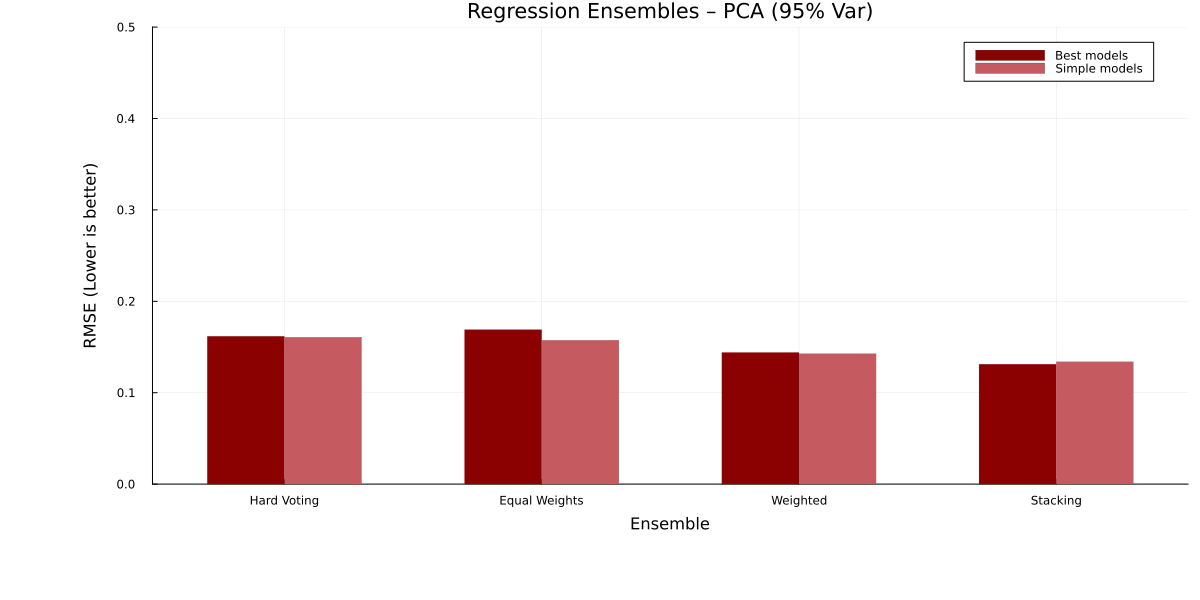 Regression Ensembles – PCA (95% Var)
Best models
Simple models
RMSE (Lower is better)
0.5
0.4
0.3
0.2
0.1
0.0
Hard Voting
Equal Weights
Weighted
Stacking
Ensemble